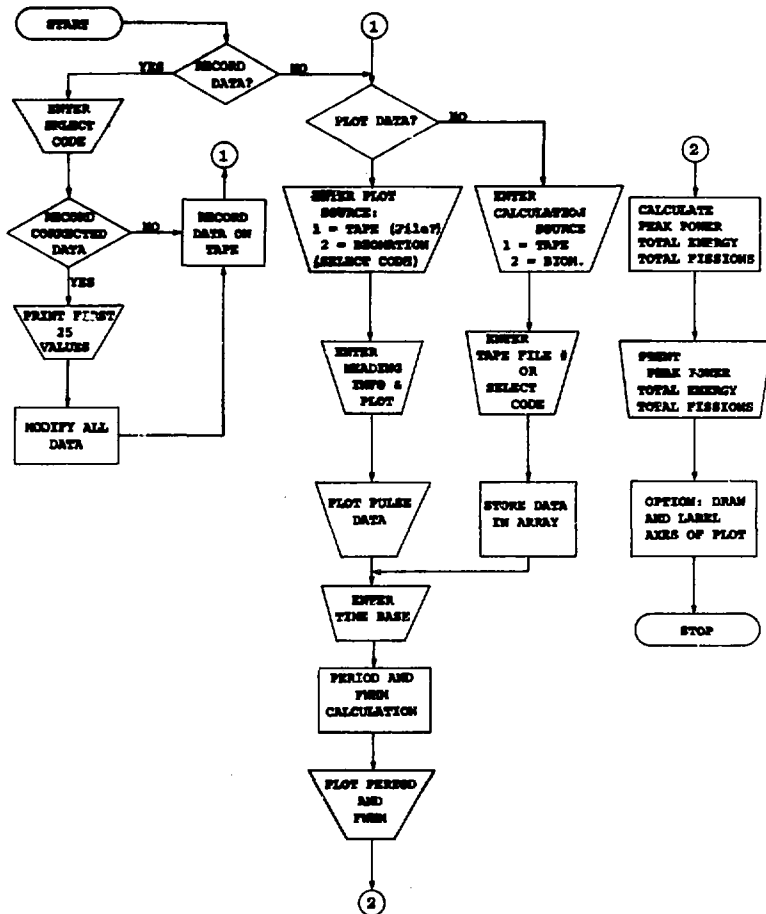 START
1
RECORD
DATA?
YES
NO
ENTER
SELECT
CODE
PLOT DATA?
NO
1
2
RECORD
CORRECTED
DATA
NO
YES
RECORD
DATA ON
TAPE
ENTER PLOT
SOURCE:
1 = TAPE (File?)
2 = BIOMATION
(SELECT CODE)
ENTER
CALCULATION
SOURCE
1 = TAPE
2 = BIOM.
CALCULATE
PEAK POWER
TOTAL ENERGY
TOTAL FISSIONS
PRINT FIRST
25
VALUES
ENTER
HEADING
INFO &
PLOT
ENTER
TAPE FILE #
OR
SELECT
CODE
PRINT
PEAK POWER
TOTAL ENERGY
TOTAL FISSIONS
MODIFY ALL
DATA
PLOT PULSE
DATA
STORE DATA
IN ARRAY
OPTION: DRAW
AND LABEL
AXES OF PLOT
ENTER
TIME BASE
STOP
PERIOD AND
FWHM
CALCULATION
PLOT PERIOD
AND
FWHM
2